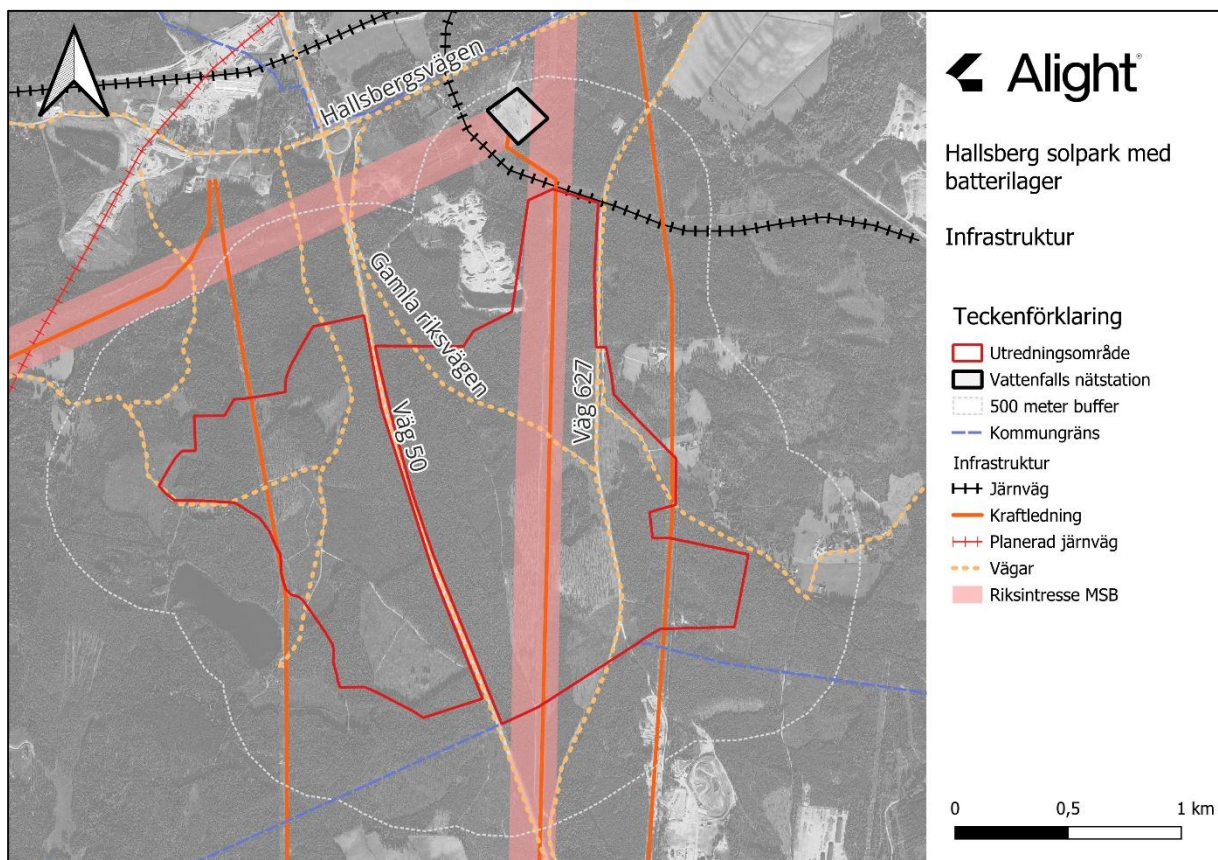 Hallsbergsvägen
Gamla riksvägen
Väg 50
Väg 627
Alight®
Hallsberg solpark med
batterilager
Infrastruktur
Teckenförklaring
Utredningsområde
Vattenfalls nätstation
500 meter buffer
Kommungräns
Infrastruktur
Järnväg
Kraftledning
Planerad järnväg
Vägar
Riksintresse MSB
0 0,5 1 km